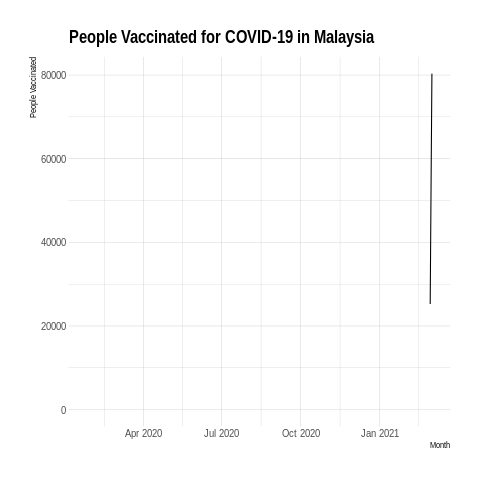 People Vaccinated for COVID-19 in Malaysia
People Vaccinated
80000
60000
40000
20000
0
Apr 2020 Jul 2020 Oct 2020 Jan 2021
Month